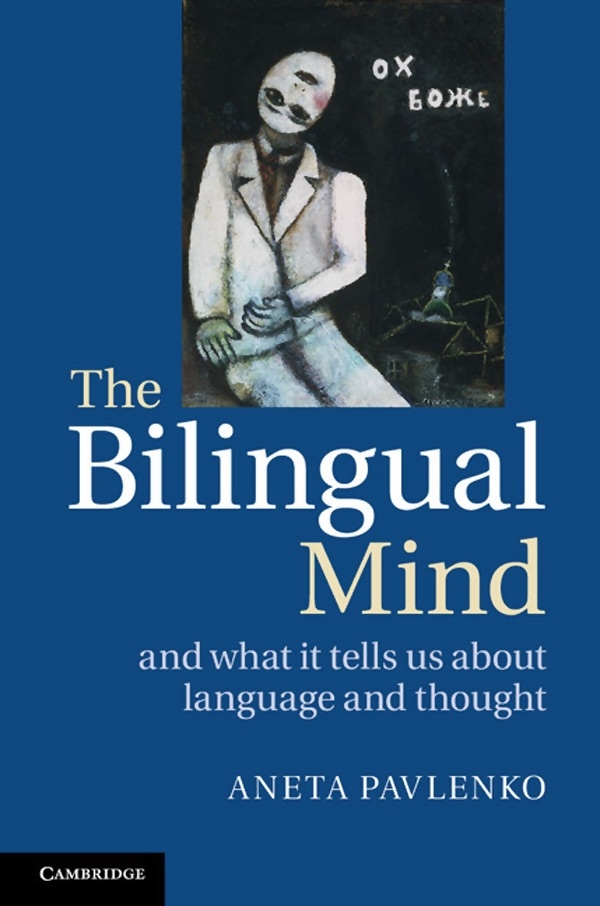 ОХ
БОЖЕ
The
Bilingual
Mind
and what it tells us about
language and thought
ANETA PAVLENKO
CAMBRIDGE